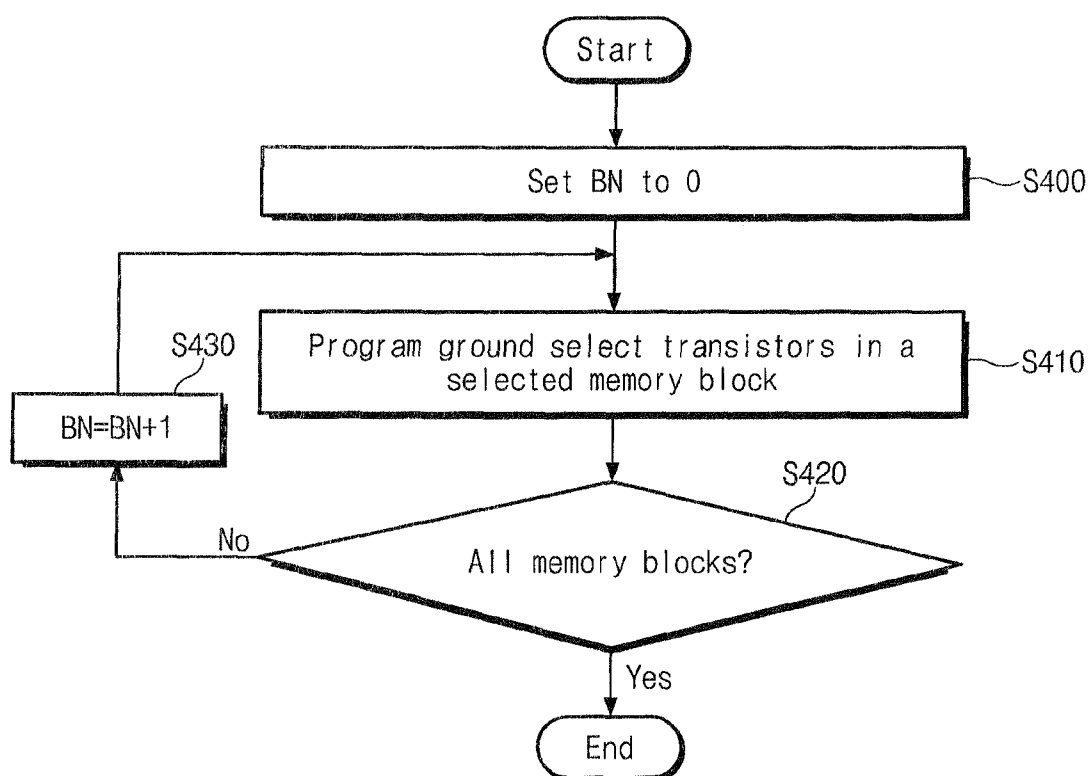 Start
Set BN to 0
S400
S430
Program ground select transistors in a
selected memory block
S410
BN=BN+1
S420
No
All memory blocks?
Yes
End